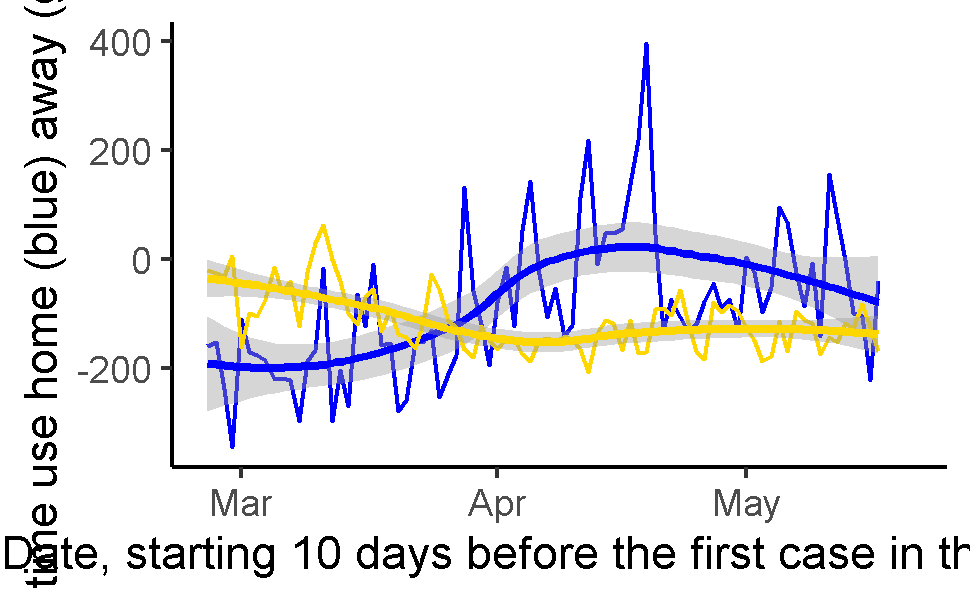 time use home (blue) away (
400
200
0
-200
Mar Apr May
Date, starting 10 days before the first case in th